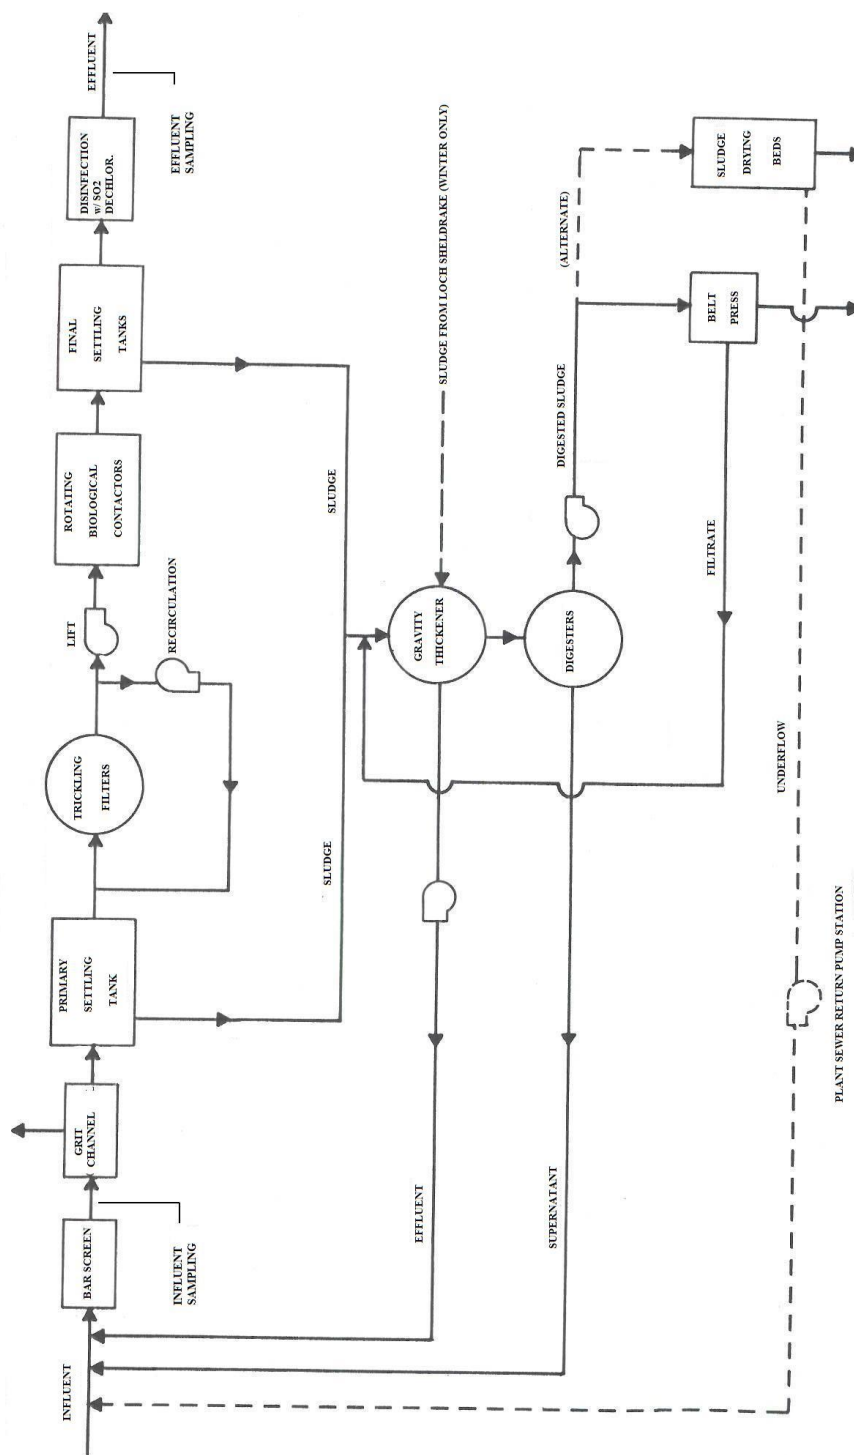 INFLUENT
BAR SCREEN
INFLUENT
SAMPLING
GRIT
CHANNEL
PRIMARY
SETTLING
TANK
TRICKLING
FILTERS
RECIRCULATION
LIFT
ROTATING
BIOLOGICAL
CONTACTORS
FINAL
SETTLING
TANKS
DISINFECTION
w/ SO2
DECHLOR.
EFFLUENT
EFFLUENT
SAMPLING
SLUDGE
SLUDGE
SLUDGE FROM LOCH SHELDRAKE (WINTER ONLY)
GRAVITY
THICKENER
EFFLUENT
DIGESTERS
SUPERNATANT
DIGESTED SLUDGE
(ALTERNATE)
SLUDGE
DRYING
BEDS
BELT
PRESS
FILTRATE
UNDERFLOW
PLANT SEWER RETURN PUMP STATION